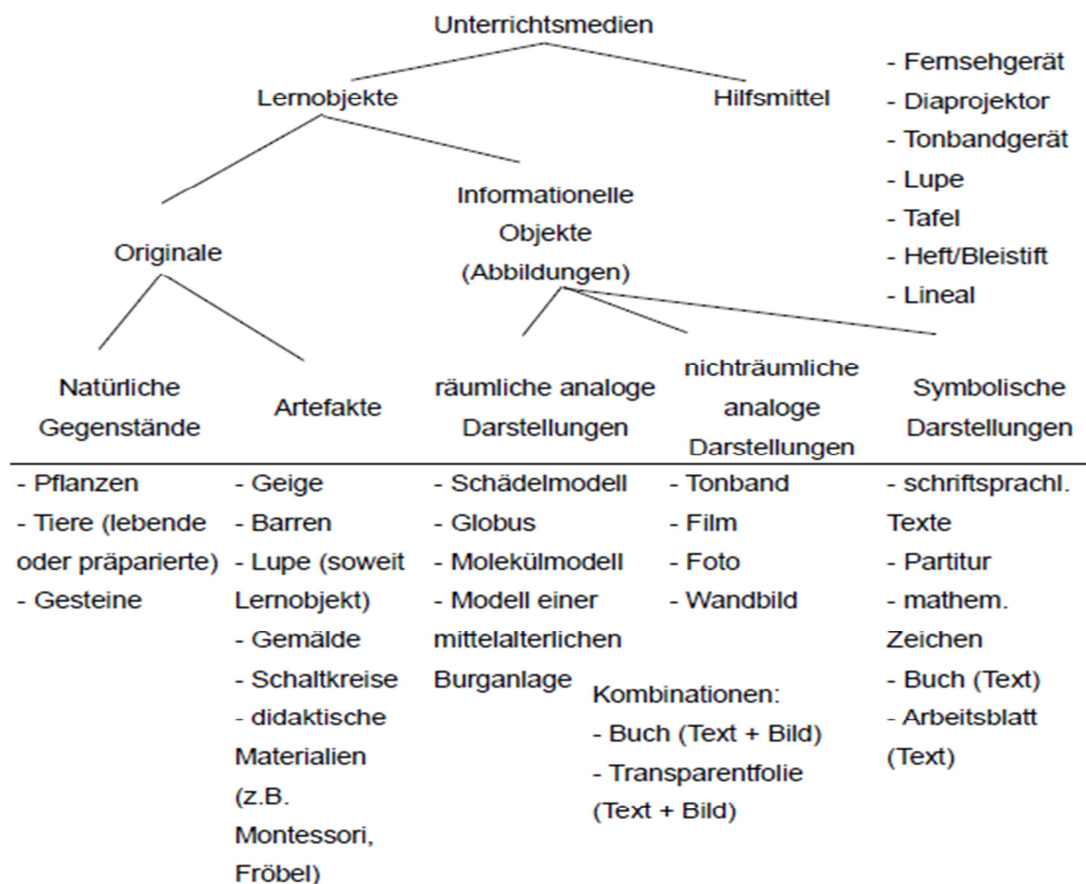 Unterrichtsmedien
Lernobjekte
Hilfsmittel
- Fernsehgerät
- Diaprojektor
- Tonbandgerät
- Lupe
- Tafel
- Heft/Bleistift
- Lineal
Originale
Informationelle
Objekte
(Abbildungen)
Natürliche
Gegenstände
Artefakte
räumliche analoge
Darstellungen
nichträumliche
analoge
Darstellungen
Symbolische
Darstellungen
- Pflanzen
- Tiere (lebende
oder präparierte)
- Gesteine
- Geige
- Barren
- Lupe (soweit
Lernobjekt)
- Gemälde
- Schaltkreise
- didaktische
Materialien
(z.B.
Montessori,
Fröbel)
- Schädelmodell
- Globus
- Molekülmodell
- Modell einer
mittelalterlichen
Burganlage
- Tonband
- Film
- Foto
- Wandbild
Kombinationen:
- Buch (Text + Bild)
- Transparentfolie
(Text + Bild)
- schriftsprachl.
Texte
- Partitur
- mathem.
Zeichen
- Buch (Text)
- Arbeitsblatt
(Text)